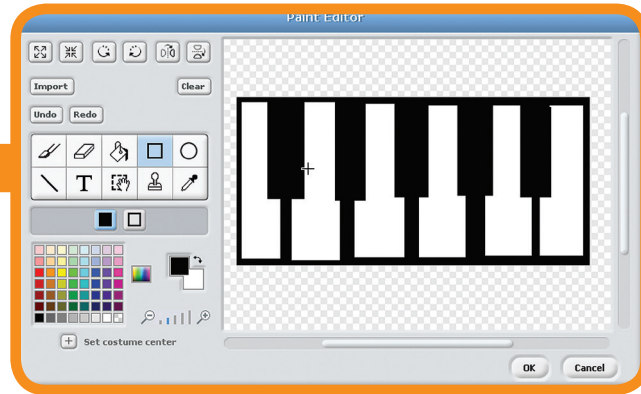 Paint Editor
Import
Clear
Undo
Redo
T
Set costume center
OK
Cancel